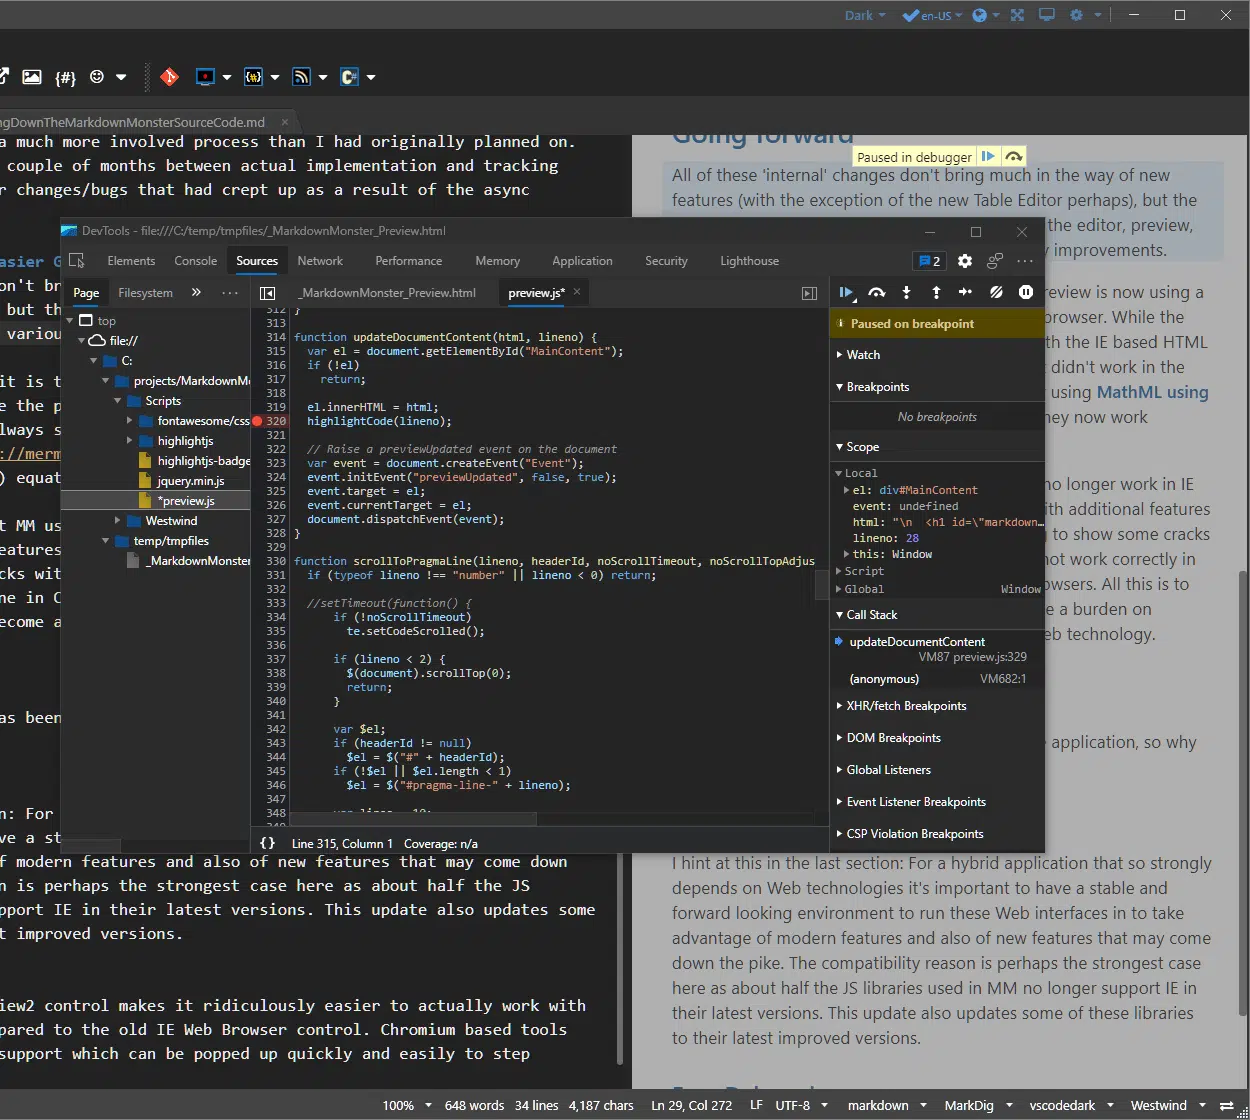 Dark
en-US
{#}
{#}
C#
ngDownTheMarkdownMonsterSourceCode.md ×
a much more involved process than I had originally planned on.
couple of months between actual implementation and tracking
r changes/bugs that had crept up as a result of the async
asier G
on't br
but th
variou
it is t
e the p
lways s
://merm
) equat
t MM us
eatures
cks wit
ne in C
ecome a
as been
n: For
ve a st
f modern features and also of new features that may come down
n is perhaps the strongest case here as about half the JS
pport IE in their latest versions. This update also updates some
t improved versions.
iew2 control makes it ridiculously easier to actually work with
pared to the old IE Web Browser control. Chromium based tools
support which can be popped up quickly and easily to step
Going forward
Paused in debugger
All of these 'internal' changes don't bring much in the way of new
features (with the exception of the new Table Editor perhaps), but the
the editor, preview,
y improvements.
review is now using a
browser. While the
th the IE based HTML
t didn't work in the
using MathML using
hey now work
no longer work in IE
ith additional features
g to show some cracks
not work correctly in
owsers. All this is to
e a burden on
eb technology.
application, so why
I hint at this in the last section: For a hybrid application that so strongly
depends on Web technologies it's important to have a stable and
forward looking environment to run these Web interfaces in to take
advantage of modern features and also of new features that may come
down the pike. The compatibility reason is perhaps the strongest case
here as about half the JS libraries used in MM no longer support IE in
their latest versions. This update also updates some of these libraries
to their latest improved versions.
DevTools - file:///C:/temp/tmpfiles/_MarkdownMonster_Preview.html
Elements Console Sources Network Performance Memory Application Security Lighthouse 2
Page Filesystem » ...
_MarkdownMonster_Preview.html preview.js* ×
top
file://
C:
projects/MarkdownM
Scripts
fontawesome/css
highlightjs
highlightjs-badge
jquery.min.js
*preview.js
Westwind
temp/tmpfiles
_MarkdownMonster
312 }
313
314 function updateDocumentContent(html, lineno) {
315 var el = document.getElementById("MainContent");
316 if (!el)
317 return;
318
319 el.innerHTML = html;
320 highlightCode(lineno);
321
322 // Raise a previewUpdated event on the document
323 var event = document.createEvent("Event");
324 event.initEvent("previewUpdated", false, true);
325 event.target = el;
326 event.currentTarget = el;
327 document.dispatchEvent(event);
328 }
329
330 function scrollToPragmaLine(lineno, headerId, noScrollTimeout, noScrollTopAdjus
331 if (typeof lineno !== "number" || lineno < 0) return;
332
333 //setTimeout(function() {
334 if (!noScrollTimeout)
335 te.setCodeScrolled();
336
337 if (lineno < 2) {
338 $(document).scrollTop(0);
339 return;
340 }
341
342 var $el;
343 if (headerId != null)
344 $el = $("#" + headerId);
345 if (!$el || $el.length < 1)
346 $el = $("#pragma-line-" + lineno);
347
348
{} Line 315, Column 1 Coverage: n/a
Paused on breakpoint
Watch
Breakpoints
No breakpoints
Scope
Local
el: div#MainContent
event: undefined
html: "\n <h1 id=\"markdown…
lineno: 28
this: Window
Script
Global Window
Call Stack
updateDocumentContent
VM87 preview.js:329
(anonymous) VM682:1
XHR/fetch Breakpoints
DOM Breakpoints
Global Listeners
Event Listener Breakpoints
CSP Violation Breakpoints
100% 648 words 34 lines 4,187 chars Ln 29, Col 272 LF UTF-8 markdown MarkDig vscodedark Westwind